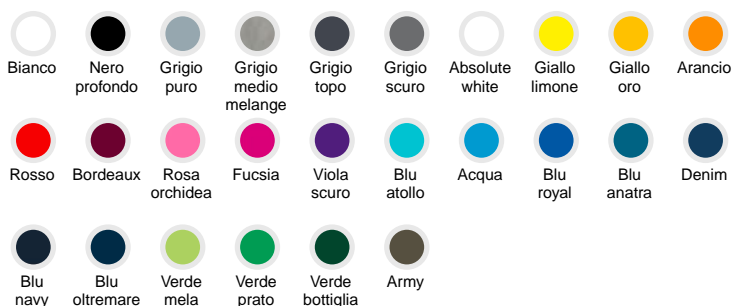 Bianco Nero Grigio Grigio Grigio Grigio Absolute Giallo Giallo Arancio
profondo puro medio topo scuro white limone oro
melange
Rosso Bordeaux Rosa Fucsia Viola Blu Acqua Blu Blu Denim
orchidea scuro atollo royal anatra
Blu Blu Verde Verde Verde Army
navy oltremare mela prato bottiglia